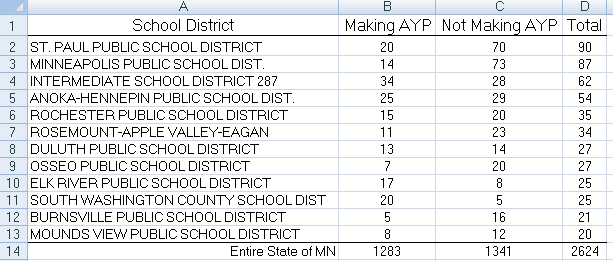 A B C D
1 School District Making AYP Not Making AYP Total
2 ST. PAUL PUBLIC SCHOOL DISTRICT 20 70 90
3 MINNEAPOLIS PUBLIC SCHOOL DIST. 14 73 87
4 INTERMEDIATE SCHOOL DISTRICT 287 34 28 62
5 ANOKA-HENNEPIN PUBLIC SCHOOL DIST. 25 29 54
6 ROCHESTER PUBLIC SCHOOL DISTRICT 15 20 35
7 ROSEMOUNT-APPLE VALLEY-EAGAN 11 23 34
8 DULUTH PUBLIC SCHOOL DISTRICT 13 14 27
9 OSSEO PUBLIC SCHOOL DISTRICT 7 20 27
10 ELK RIVER PUBLIC SCHOOL DISTRICT 17 8 25
11 SOUTH WASHINGTON COUNTY SCHOOL DIST 20 5 25
12 BURNSVILLE PUBLIC SCHOOL DISTRICT 5 16 21
13 MOUNDS VIEW PUBLIC SCHOOL DISTRICT 8 12 20
14 Entire State of MN 1283 1341 2624